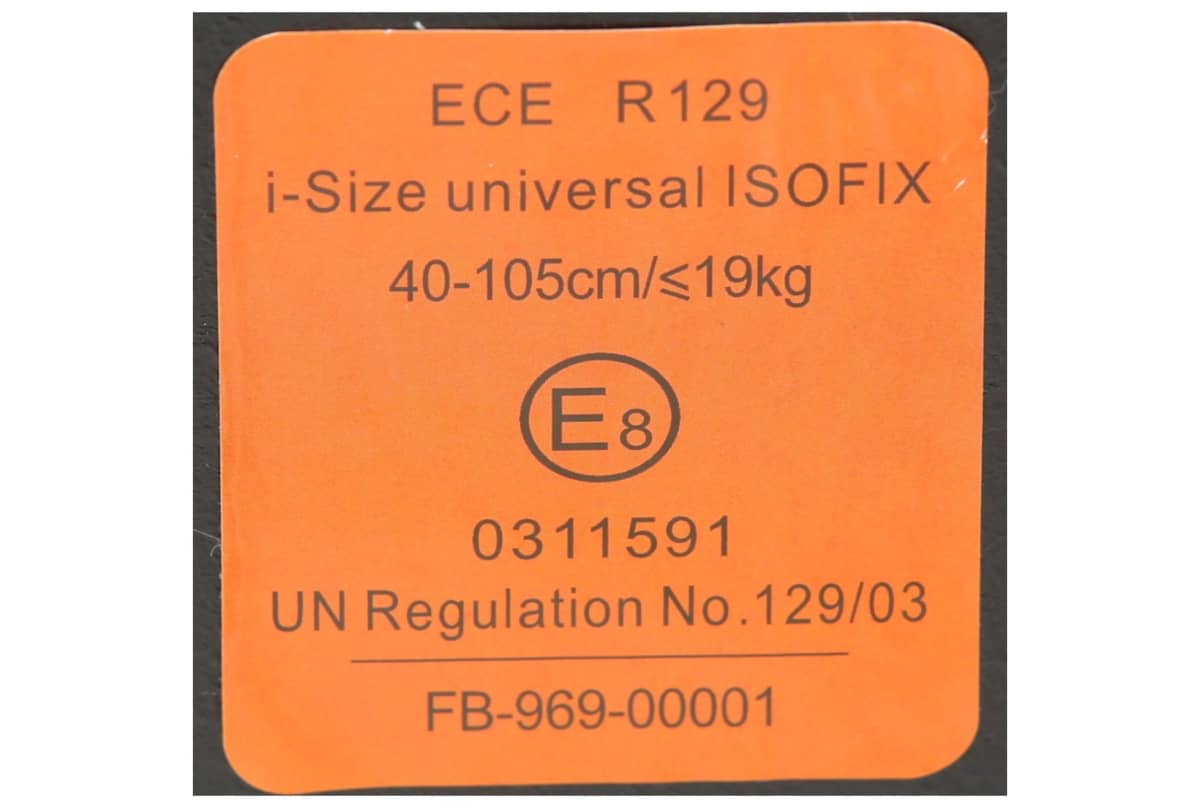 ECE R129
i-Size universal ISOFIX
40-105cm/⩽19kg
E8
0311591
UN Regulation No.129/03
FB-969-00001